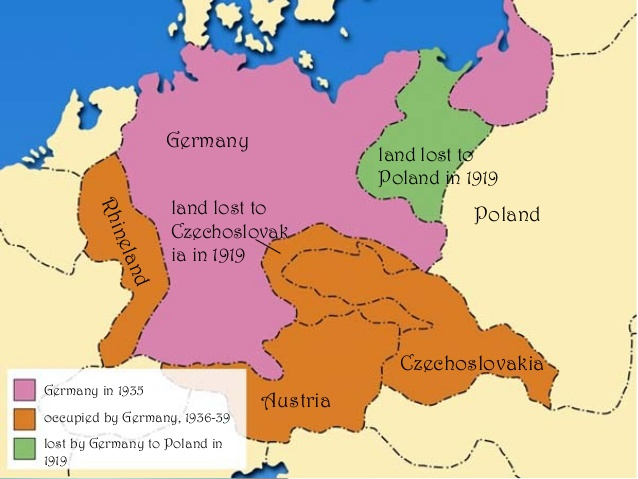 Germany
land lost to
Poland in 1919
Rhineland
land lost to
Czechoslovak
ia in 1919
Poland
Czechoslovakia
Austria
Germany in 1935
occupied by Germany, 1936-39
lost by Germany to Poland in
1919